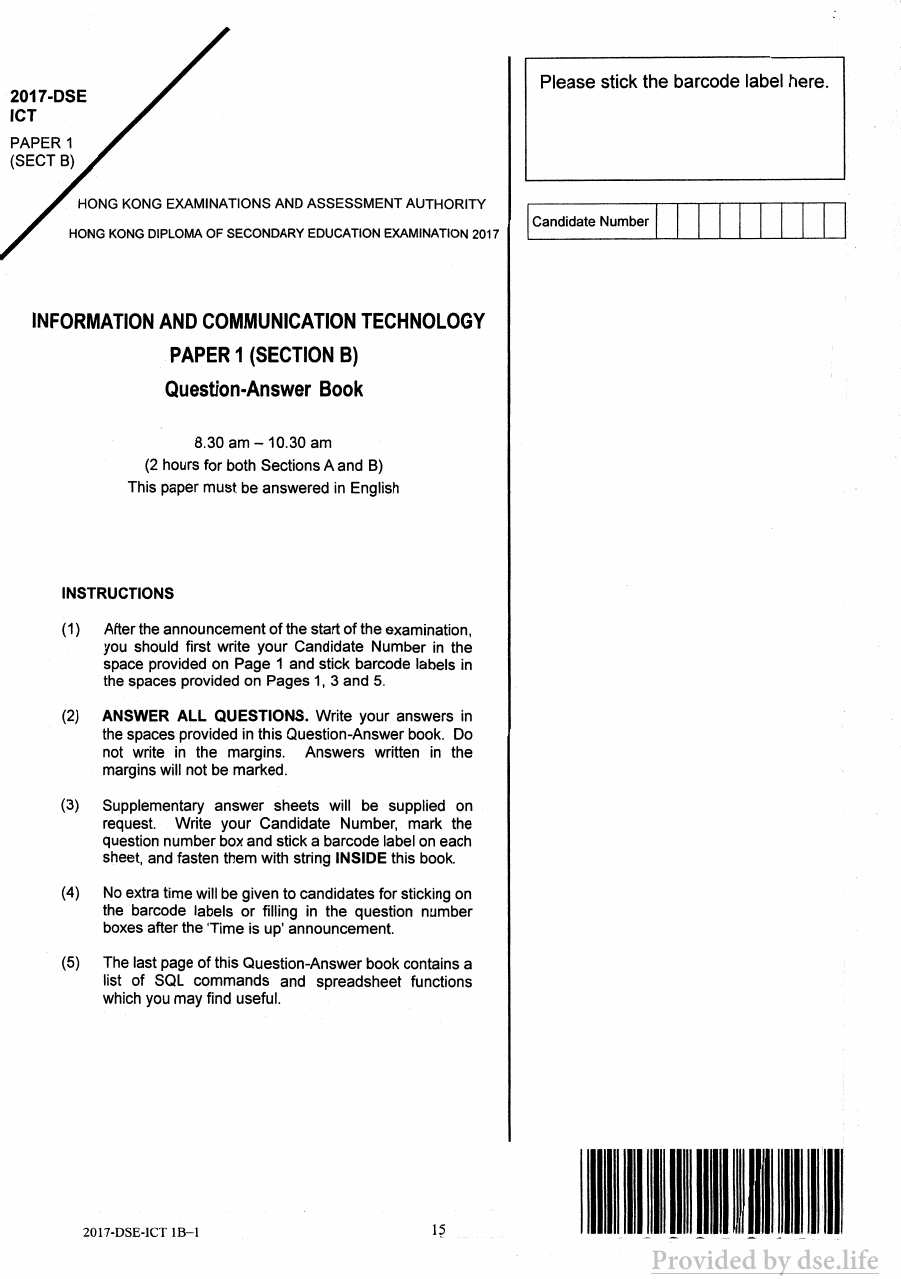 2017-DSE
ICT
PAPER 1
(SECT B)
HONG KONG EXAMINATIONS AND ASSESSMENT AUTHORITY
HONG KONG DIPLOMA OF SECONDARY EDUCATION EXAMINATION 2017
INFORMATION AND COMMUNICATION TECHNOLOGY
PAPER 1 (SECTION B)
Question-Answer Book
8.30 am – 10.30 am
(2 hours for both Sections A and B)
This paper must be answered in English
INSTRUCTIONS
(1) After the announcement of the start of the examination,
you should first write your Candidate Number in the
space provided on Page 1 and stick barcode labels in
the spaces provided on Pages 1, 3 and 5.
(2) ANSWER ALL QUESTIONS. Write your answers in
the spaces provided in this Question-Answer book. Do
not write in the margins. Answers written in the
margins will not be marked.
(3) Supplementary answer sheets will be supplied on
request. Write your Candidate Number, mark the
question number box and stick a barcode label on each
sheet, and fasten them with string INSIDE this book.
(4) No extra time will be given to candidates for sticking on
the barcode labels or filling in the question number
boxes after the 'Time is up' announcement.
(5) The last page of this Question-Answer book contains a
list of SQL commands and spreadsheet functions
which you may find useful.
Please stick the barcode label here.
Candidate Number
2017-DSE-ICT 1B–1
15
Provided by dse.life